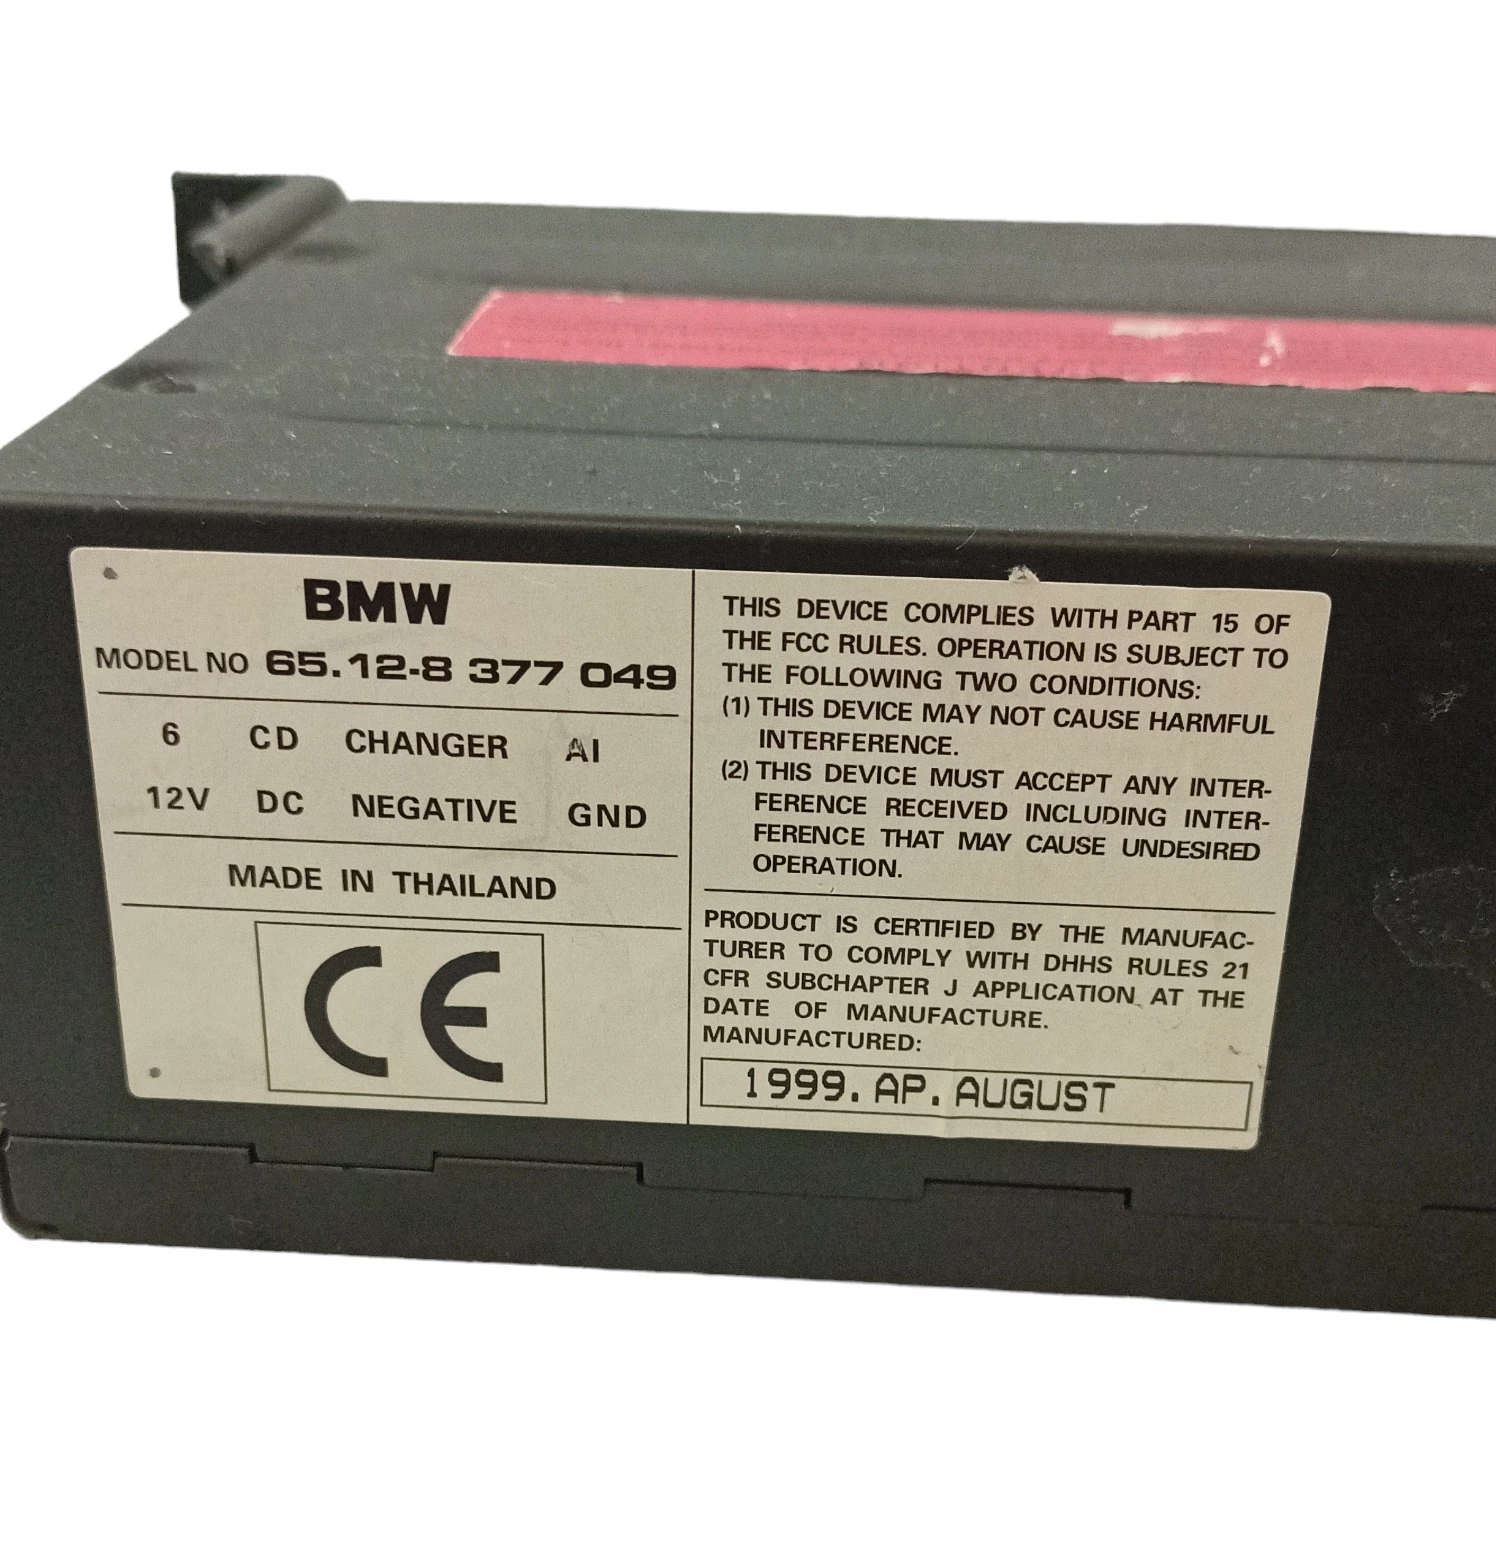 BMW
MODEL NO 65.12-8 377 049
6 CD CHANGER AI
12V DC NEGATIVE GND
MADE IN THAILAND
CE
THIS DEVICE COMPLIES WITH PART 15 OF
THE FCC RULES. OPERATION IS SUBJECT TO
THE FOLLOWING TWO CONDITIONS:
(1) THIS DEVICE MAY NOT CAUSE HARMFUL
INTERFERENCE.
(2) THIS DEVICE MUST ACCEPT ANY INTER-
FERENCE RECEIVED INCLUDING INTER-
FERENCE THAT MAY CAUSE UNDESIRED
OPERATION.
PRODUCT IS CERTIFIED BY THE MANUFAC-
TURER TO COMPLY WITH DHHS RULES 21
CFR SUBCHAPTER J APPLICATION AT THE
DATE OF MANUFACTURE.
MANUFACTURED:
1999. AP. AUGUST